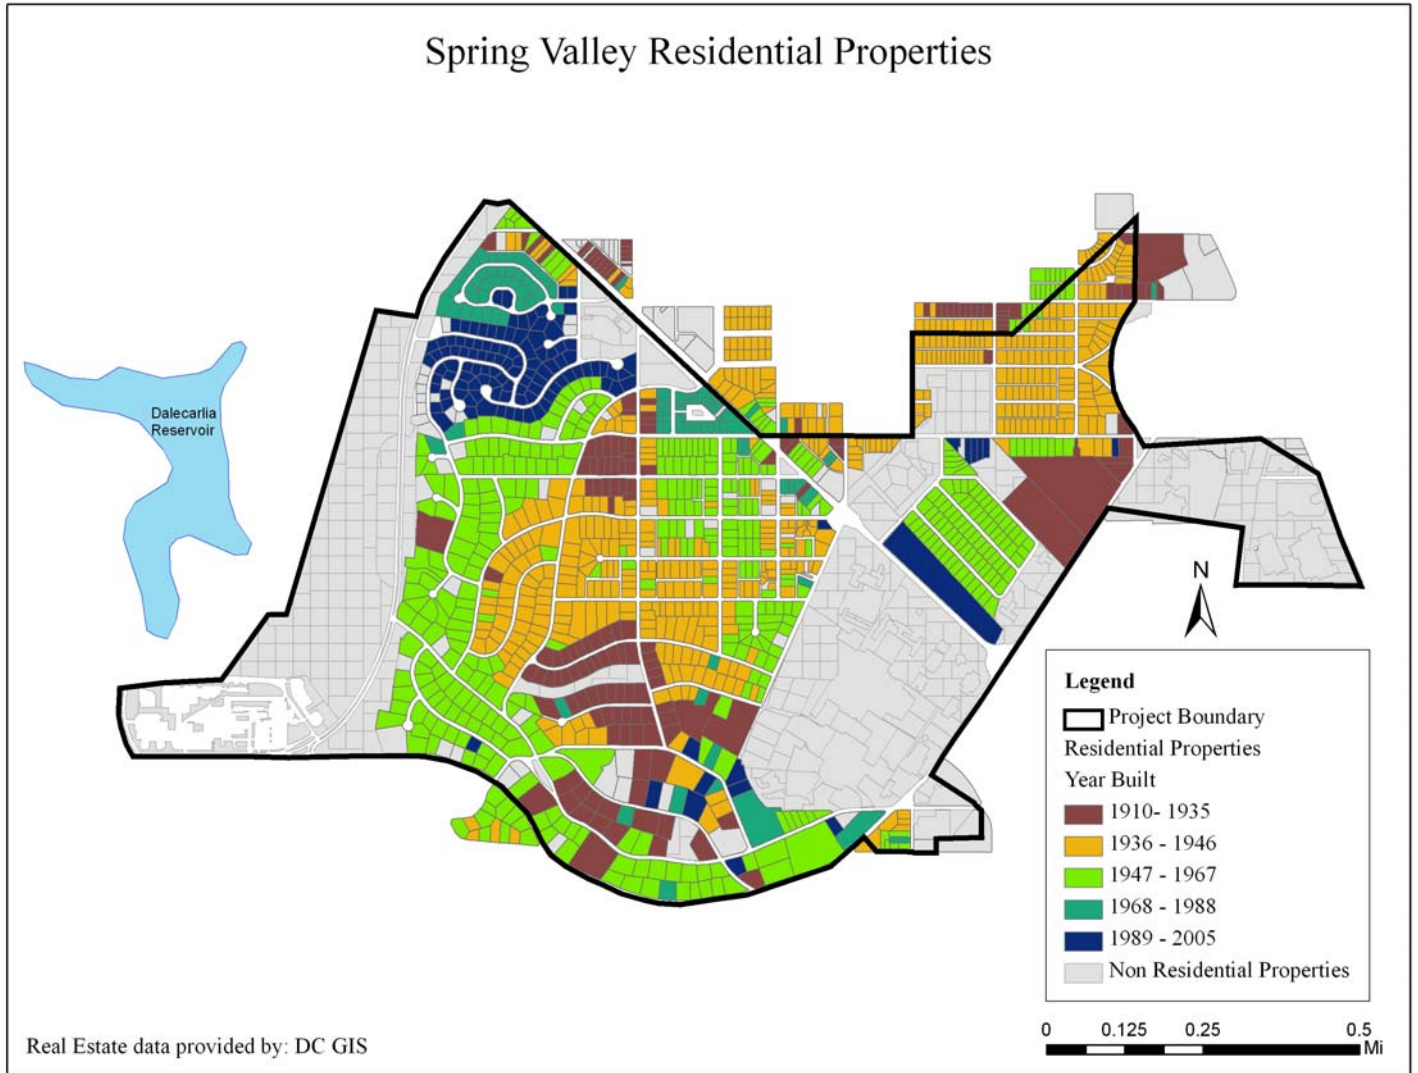 Spring Valley Residential Properties
Dalecarlia
Reservoir
N
Legend
Project Boundary
Residential Properties
Year Built
1910- 1935
1936 - 1946
1947 - 1967
1968 - 1988
1989 - 2005
Non Residential Properties
0 0.125 0.25 0.5
Mi
Real Estate data provided by: DC GIS